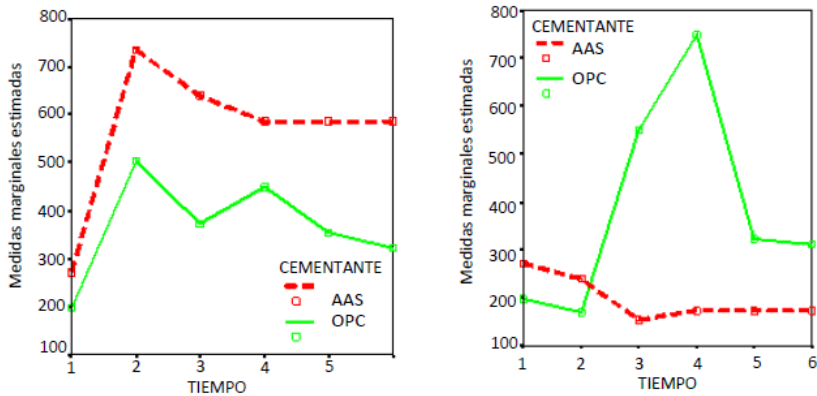 800
700
600
500
400
300
200
100
Medidas marginales estimadas
CEMENTANTE
AAS
OPC
1 2 3 4 5
TIEMPO
800
700
600
500
400
300
200
100
Medidas marginales estimadas
CEMENTANTE
AAS
OPC
1 2 3 4 5 6
TIEMPO